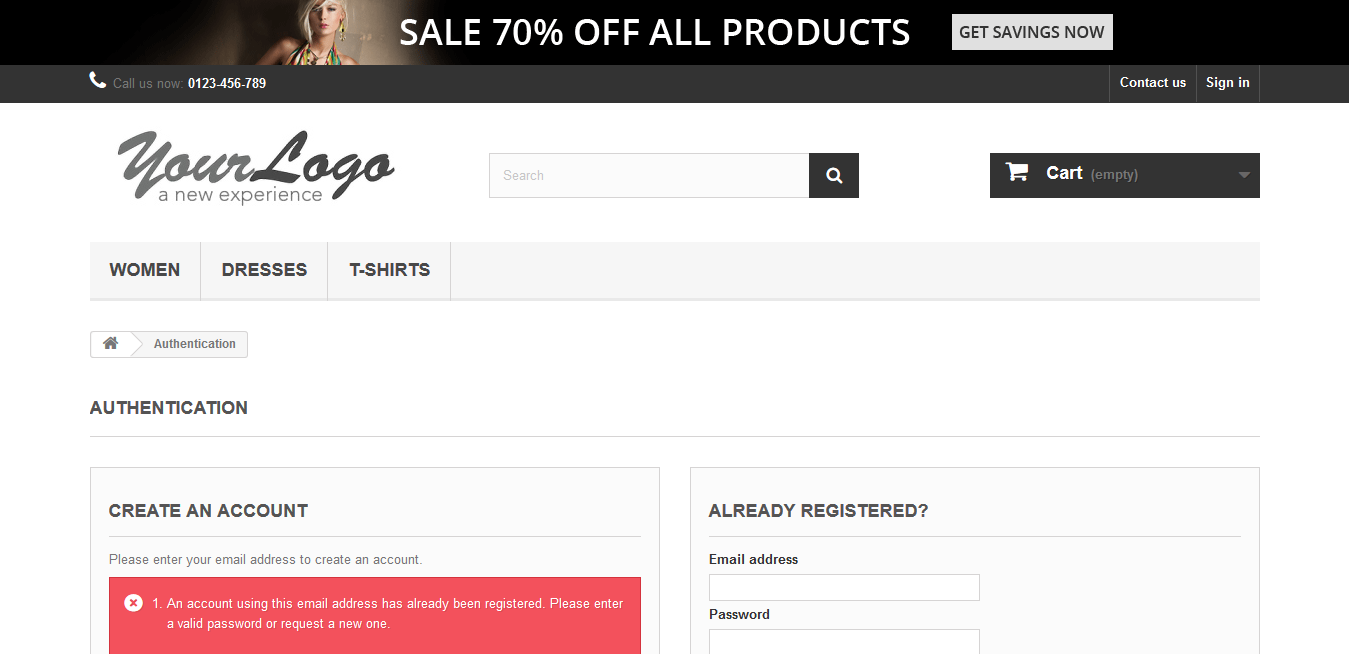 SALE 70% OFF ALL PRODUCTS
GET SAVINGS NOW
Call us now: 0123-456-789
Contact us
Sign in
YourLogo
a new experience
Search
Cart (empty)
WOMEN
DRESSES
T-SHIRTS
Authentication
AUTHENTICATION
CREATE AN ACCOUNT
Please enter your email address to create an account.
1. An account using this email address has already been registered. Please enter
a valid password or request a new one.
ALREADY REGISTERED?
Email address
Password